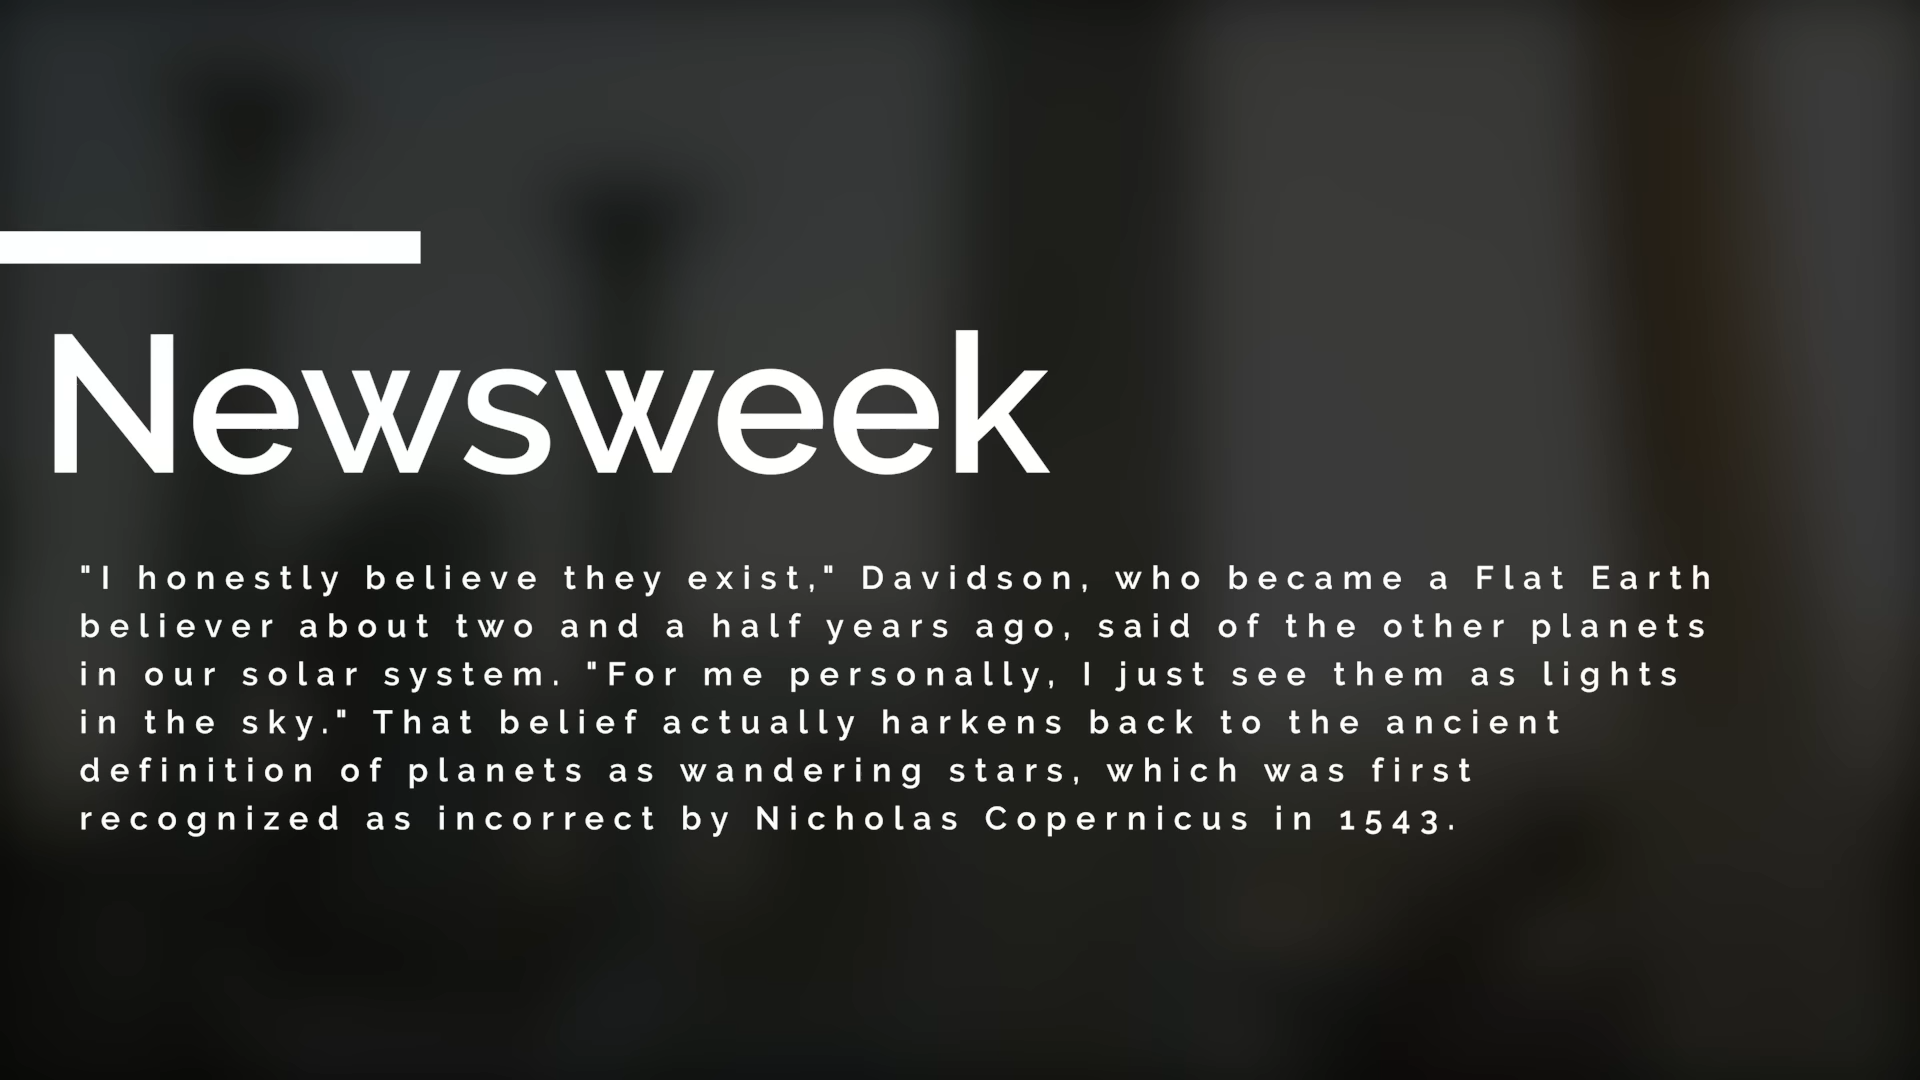 Newsweek
"I honestly believe they exist," Davidson, who became a Flat Earth
believer about two and a half years ago, said of the other planets
in our solar system. "For me personally, I just see them as lights
in the sky." That belief actually harkens back to the ancient
definition of planets as wandering stars, which was first
recognized as incorrect by Nicholas Copernicus in 1543.